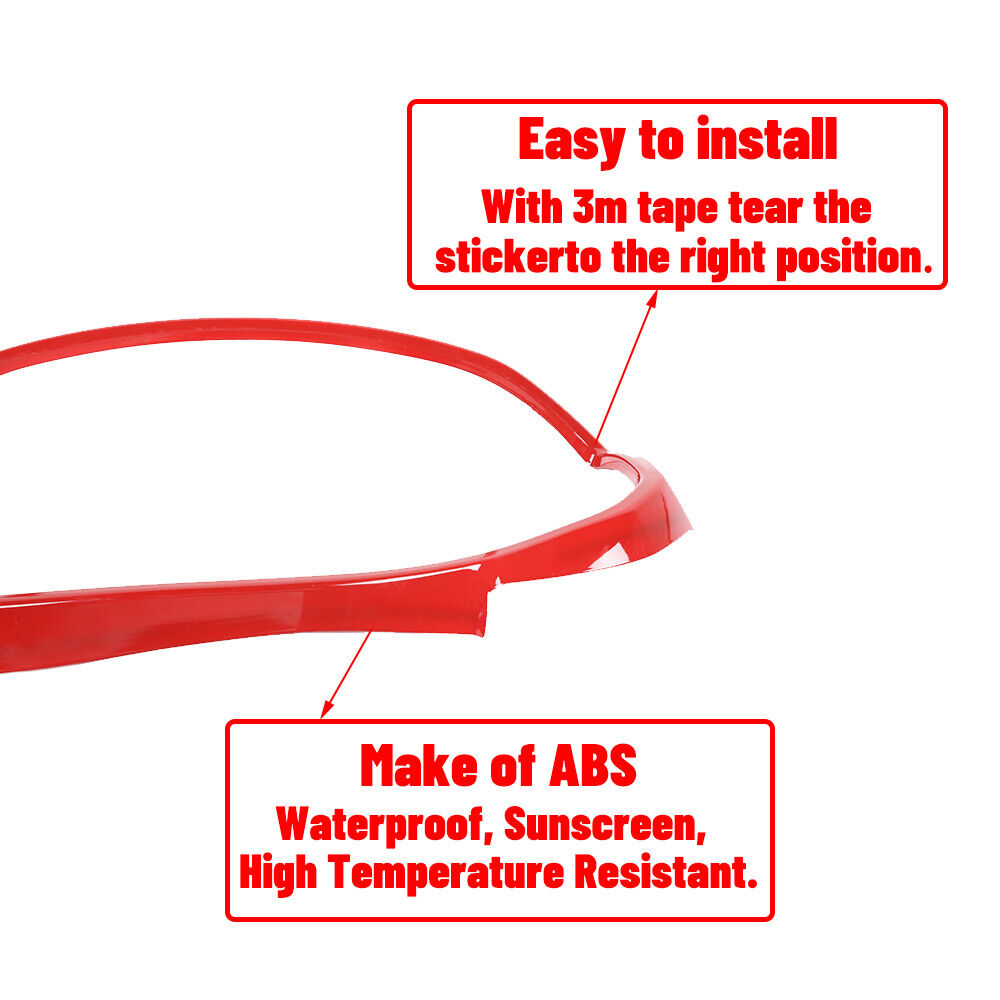 Easy to install
With 3m tape tear the
stickerto the right position.
Make of ABS
Waterproof, Sunscreen,
High Temperature Resistant.